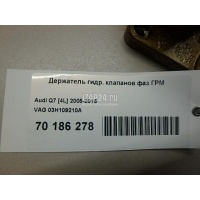 Держатель гидр. клапанов фаз ГРМ
Audi Q7 [4L] 2005-2015
VAG 03H109210A
70 186 278